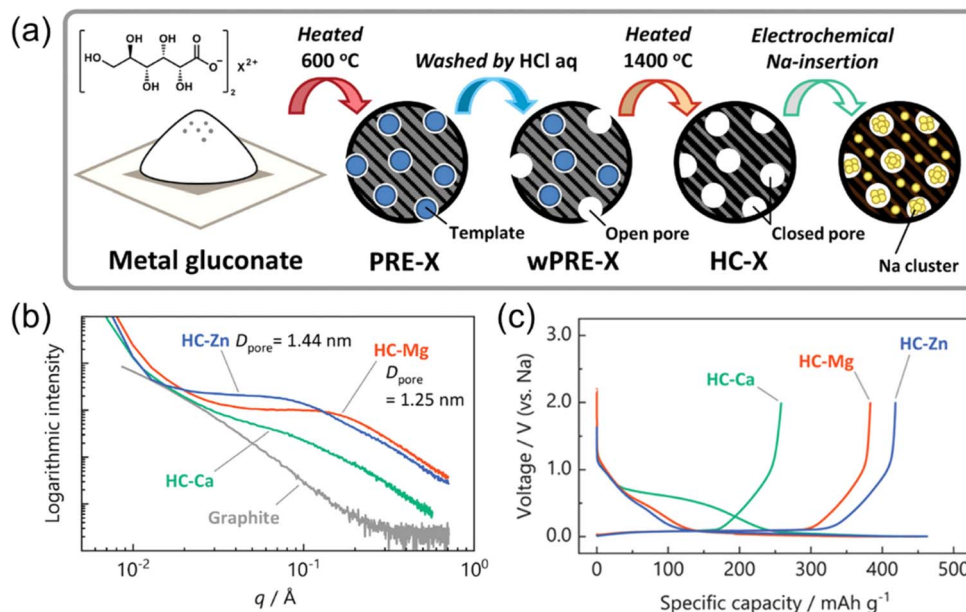 (a)
OH OH O
HO O⁻ X²⁺
OH OH 2
Heated
600 °C
Washed by HCl aq
Heated
1400 °C
Electrochemical
Na-insertion
Template
Open pore
Closed pore
Na cluster
Metal gluconate
PRE-X
wPRE-X
HC-X
(b)
Logarithmic intensity
HC-Zn D pore = 1.44 nm
HC-Mg
D pore
= 1.25 nm
HC-Ca
Graphite
10⁻² 10⁻¹ 10⁰
q / Å
(c)
Voltage / V (vs. Na)
3.0
2.0
1.0
0.0
HC-Ca
HC-Mg
HC-Zn
0 100 200 300 400 500
Specific capacity / mAh g⁻¹